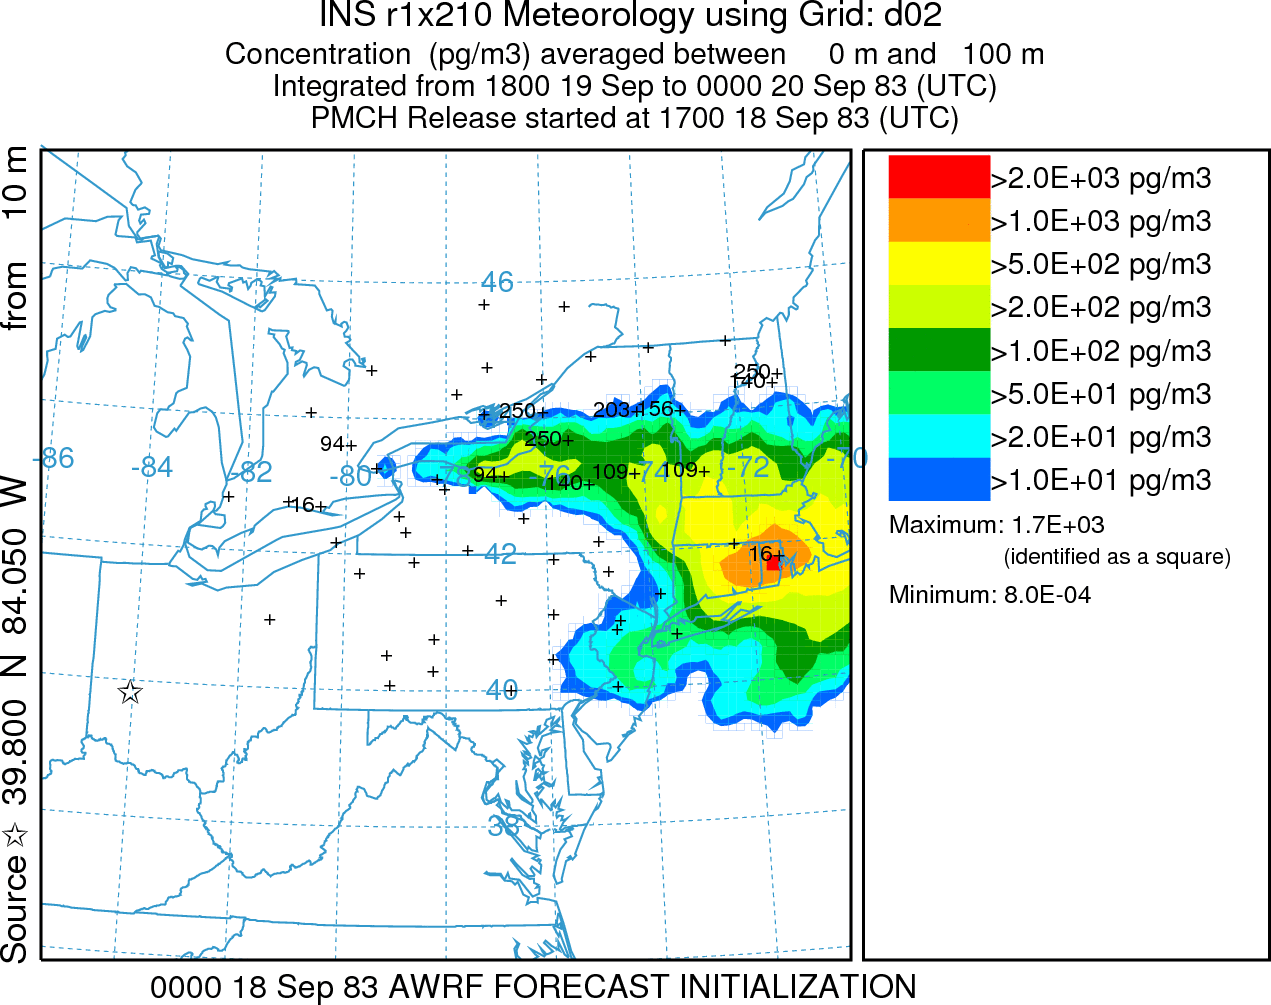 INS r1x210 Meteorology using Grid: d02
Concentration (pg/m3) averaged between 0 m and 100 m
Integrated from 1800 19 Sep to 0000 20 Sep 83 (UTC)
PMCH Release started at 1700 18 Sep 83 (UTC)
Source ☆ 39.800 N 84.050 W from 10 m
46
250+
140+
250+
203+
156+
94+
250+
-86
-84
-82
-80
-78
94+
-76
140+
109+
-74
109+
-72
-70
16+
42
16+
40
38
>2.0E+03 pg/m3
>1.0E+03 pg/m3
>5.0E+02 pg/m3
>2.0E+02 pg/m3
>1.0E+02 pg/m3
>5.0E+01 pg/m3
>2.0E+01 pg/m3
>1.0E+01 pg/m3
Maximum: 1.7E+03
(identified as a square)
Minimum: 8.0E-04
0000 18 Sep 83 AWRF FORECAST INITIALIZATION